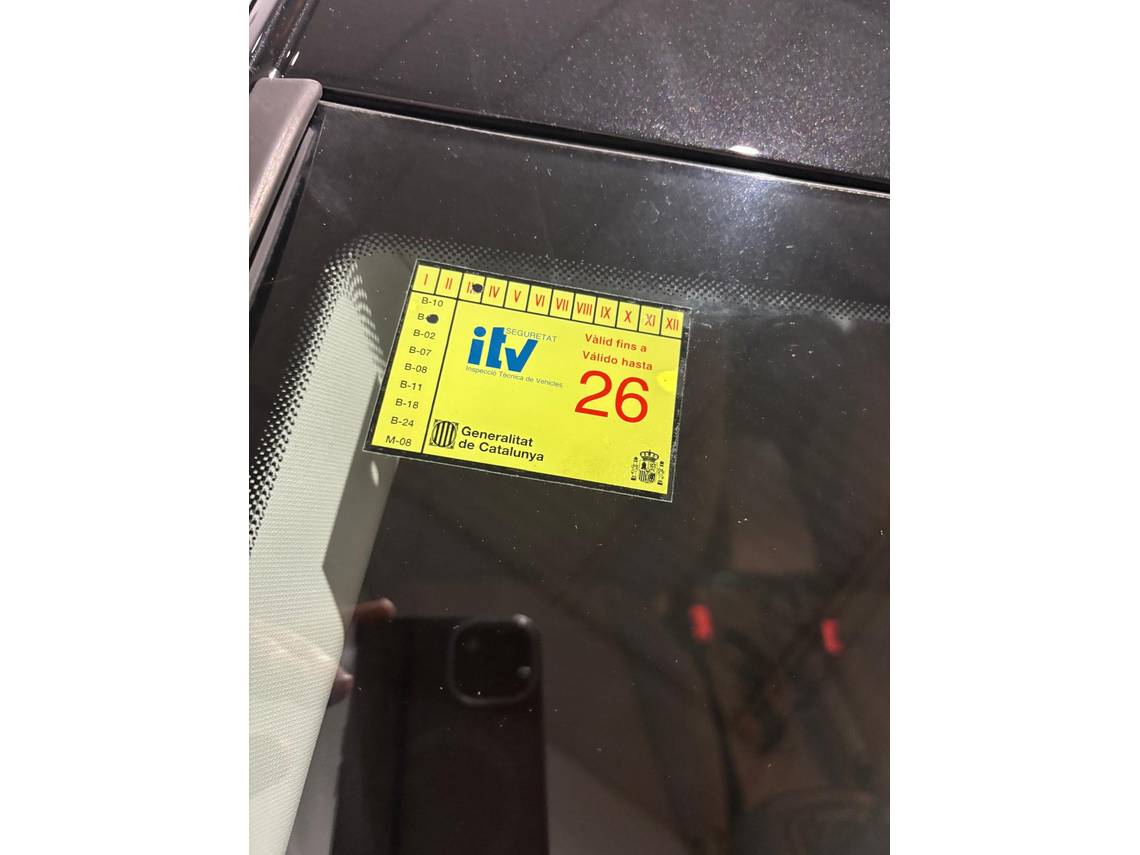 I II IV V VI VII VIII IX X XI XII
B-10
B-02
B-07
B-08
B-11
B-18
B-24
M-08
SEGURETAT
itv
Inspecció Tècnica de Vehicles
Vàlid fins a
Válido hasta
26
Generalitat
de Catalunya